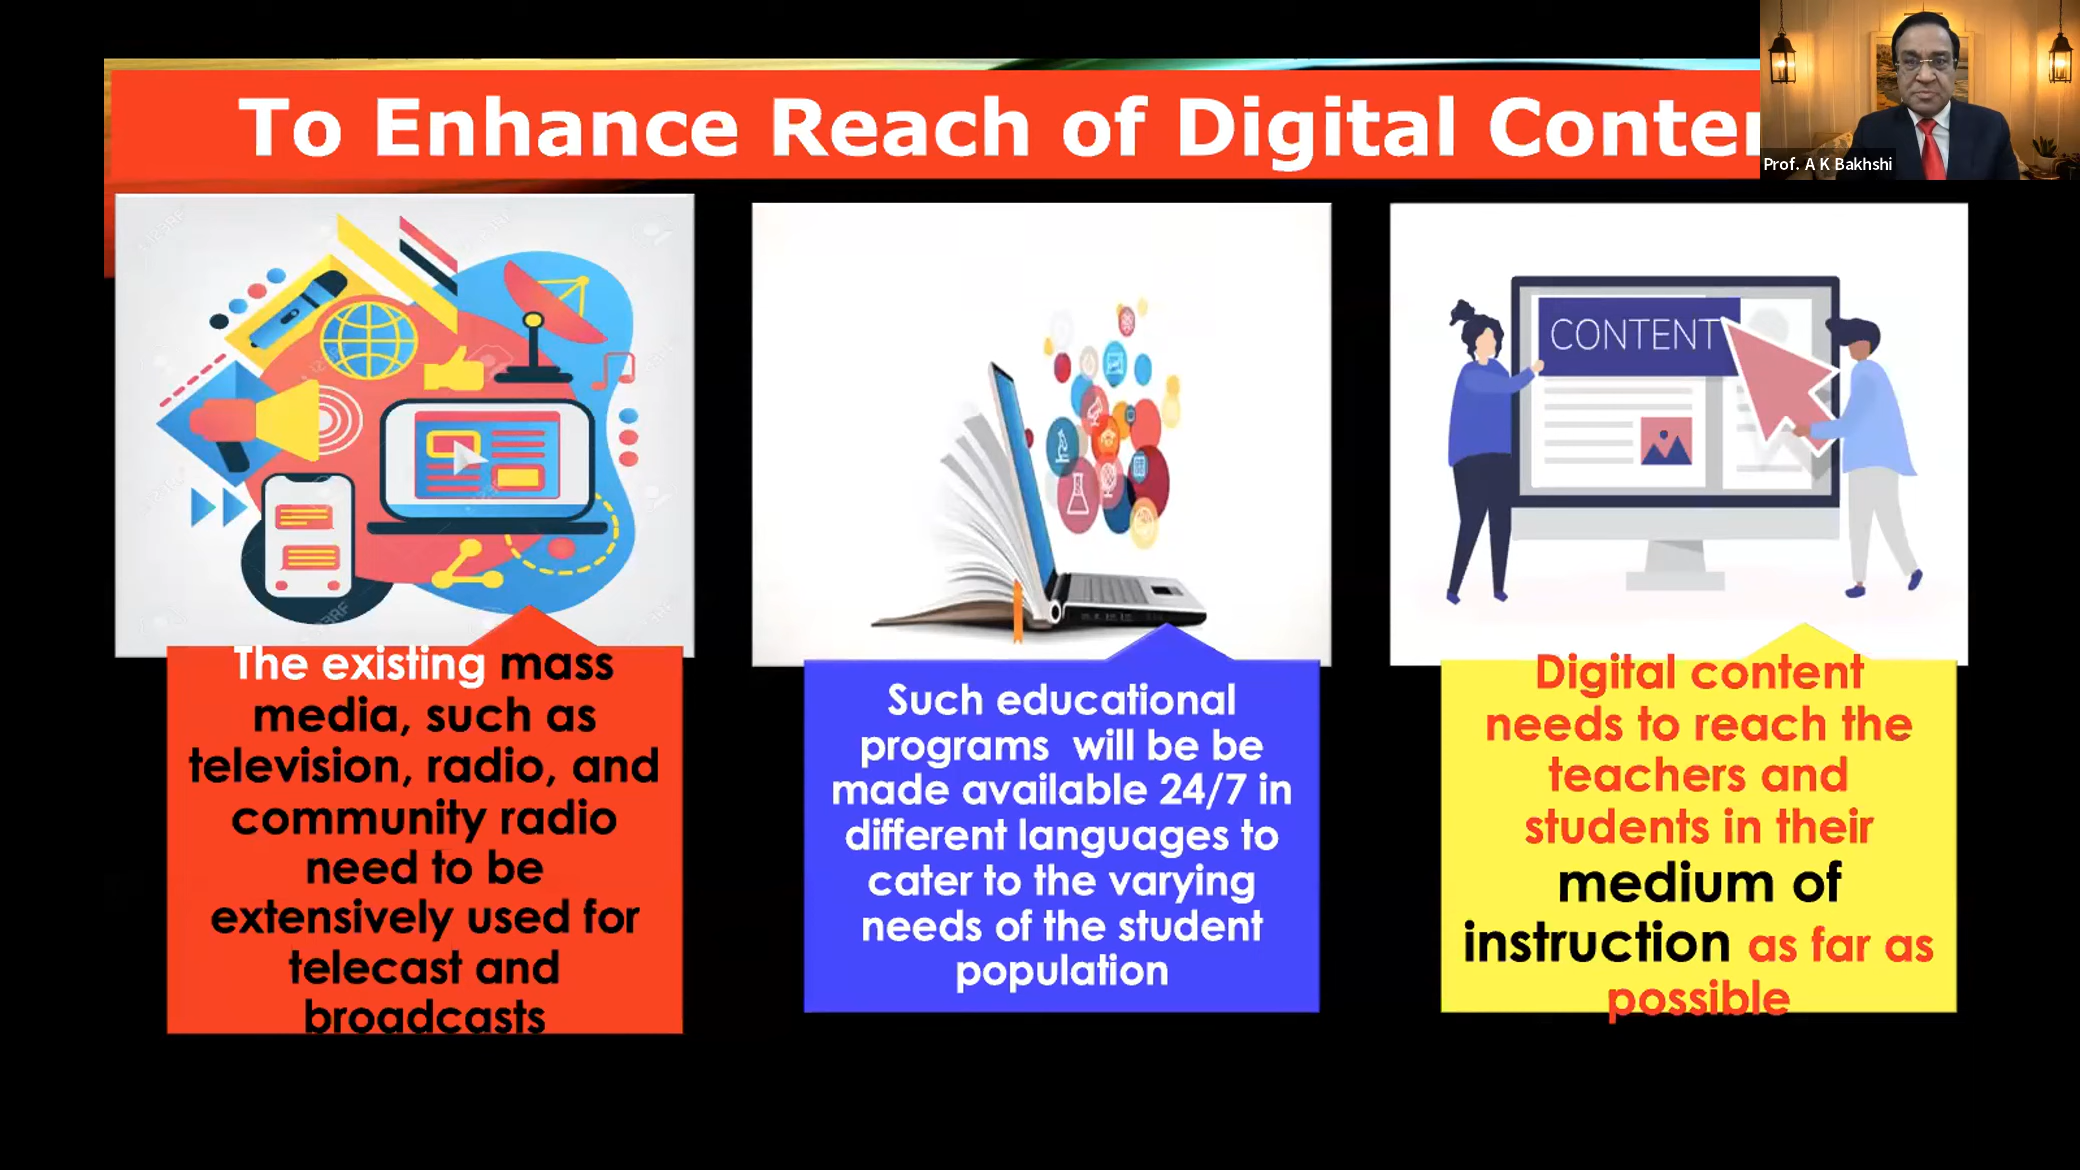 To Enhance Reach of Digital Conten
Prof. A K Bakhshi
CONTENT
The existing mass
media, such as
television, radio, and
community radio
need to be
extensively used for
telecast and
broadcasts
Such educational
programs will be be
made available 24/7 in
different languages to
cater to the varying
needs of the student
population
Digital content
needs to reach the
teachers and
students in their
medium of
instruction as far as
possible